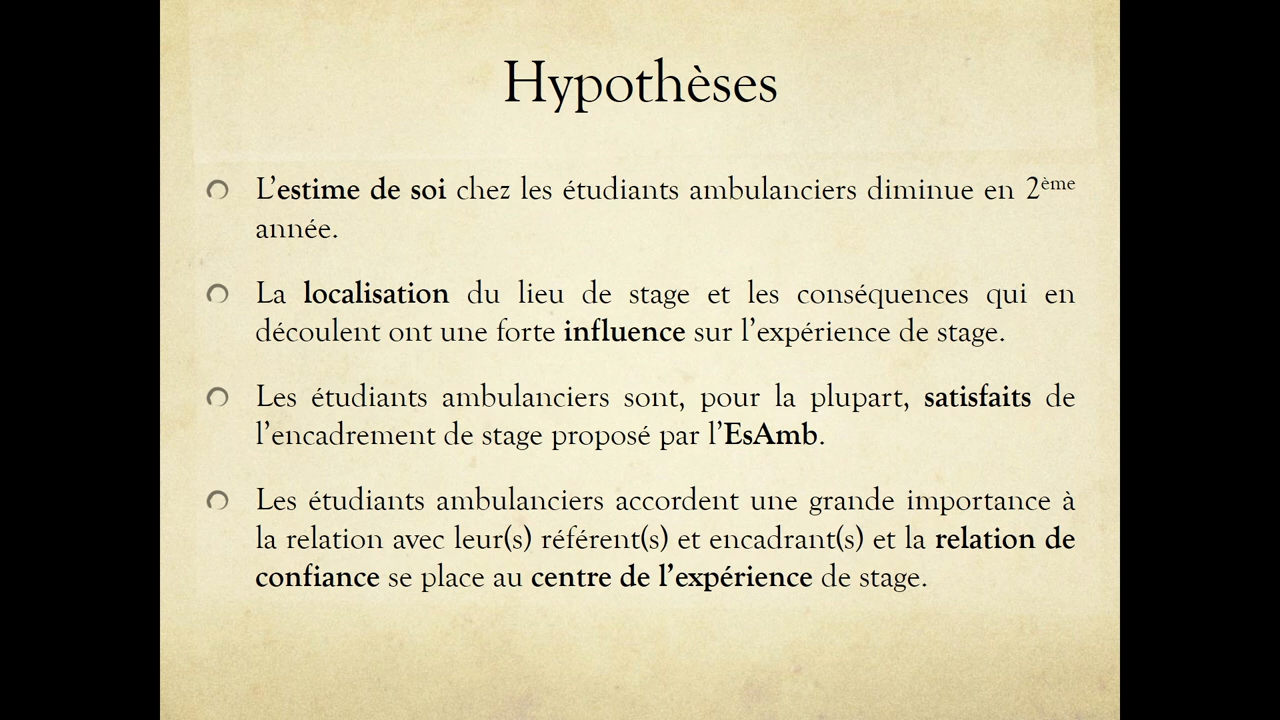 Hypothèses
L’estime de soi chez les étudiants ambulanciers diminue en 2ème
année.
La localisation du lieu de stage et les conséquences qui en
découlent ont une forte influence sur l’expérience de stage.
Les étudiants ambulanciers sont, pour la plupart, satisfaits de
l’encadrement de stage proposé par l’EsAmb.
Les étudiants ambulanciers accordent une grande importance à
la relation avec leur(s) référent(s) et encadrant(s) et la relation de
confiance se place au centre de l’expérience de stage.